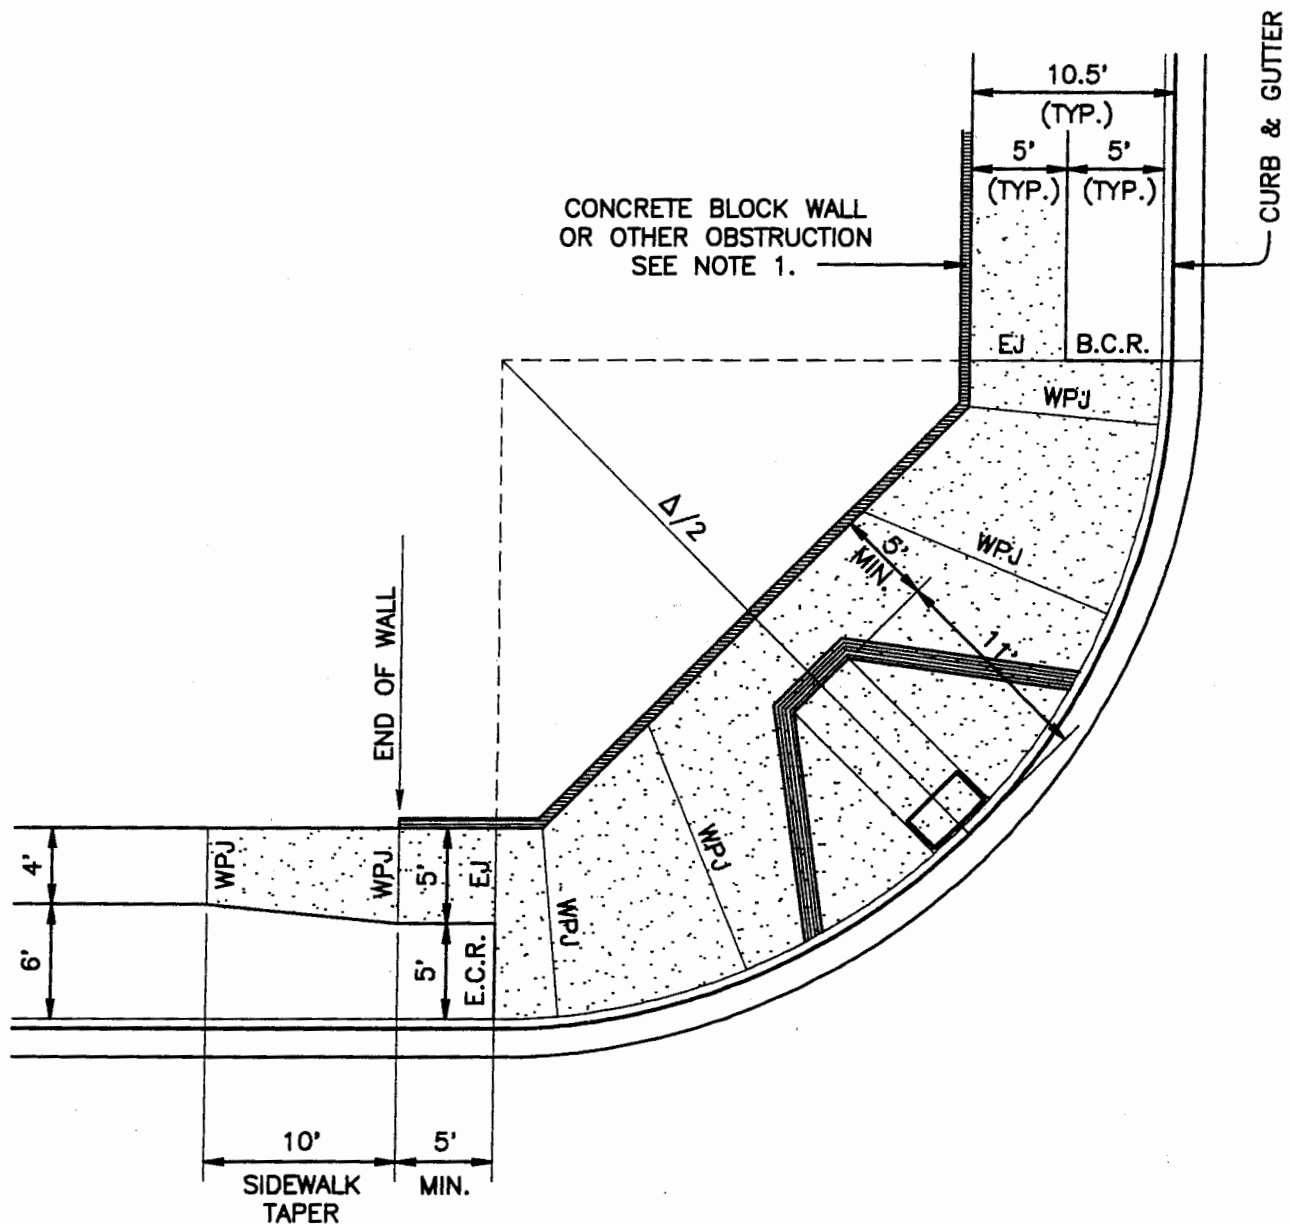 10.5'
(TYP.)
5'
(TYP.)
5'
(TYP.)
CURB & GUTTER
CONCRETE BLOCK WALL
OR OTHER OBSTRUCTION
SEE NOTE 1.
EJ
B.C.R.
WPJ
Δ/2
WPJ
5'
MIN.
11'
END OF WALL
4'
WPJ
WPJ
5'
EJ
WPJ
WPJ
6'
5'
E.C.R.
10'
SIDEWALK
TAPER
5'
MIN.